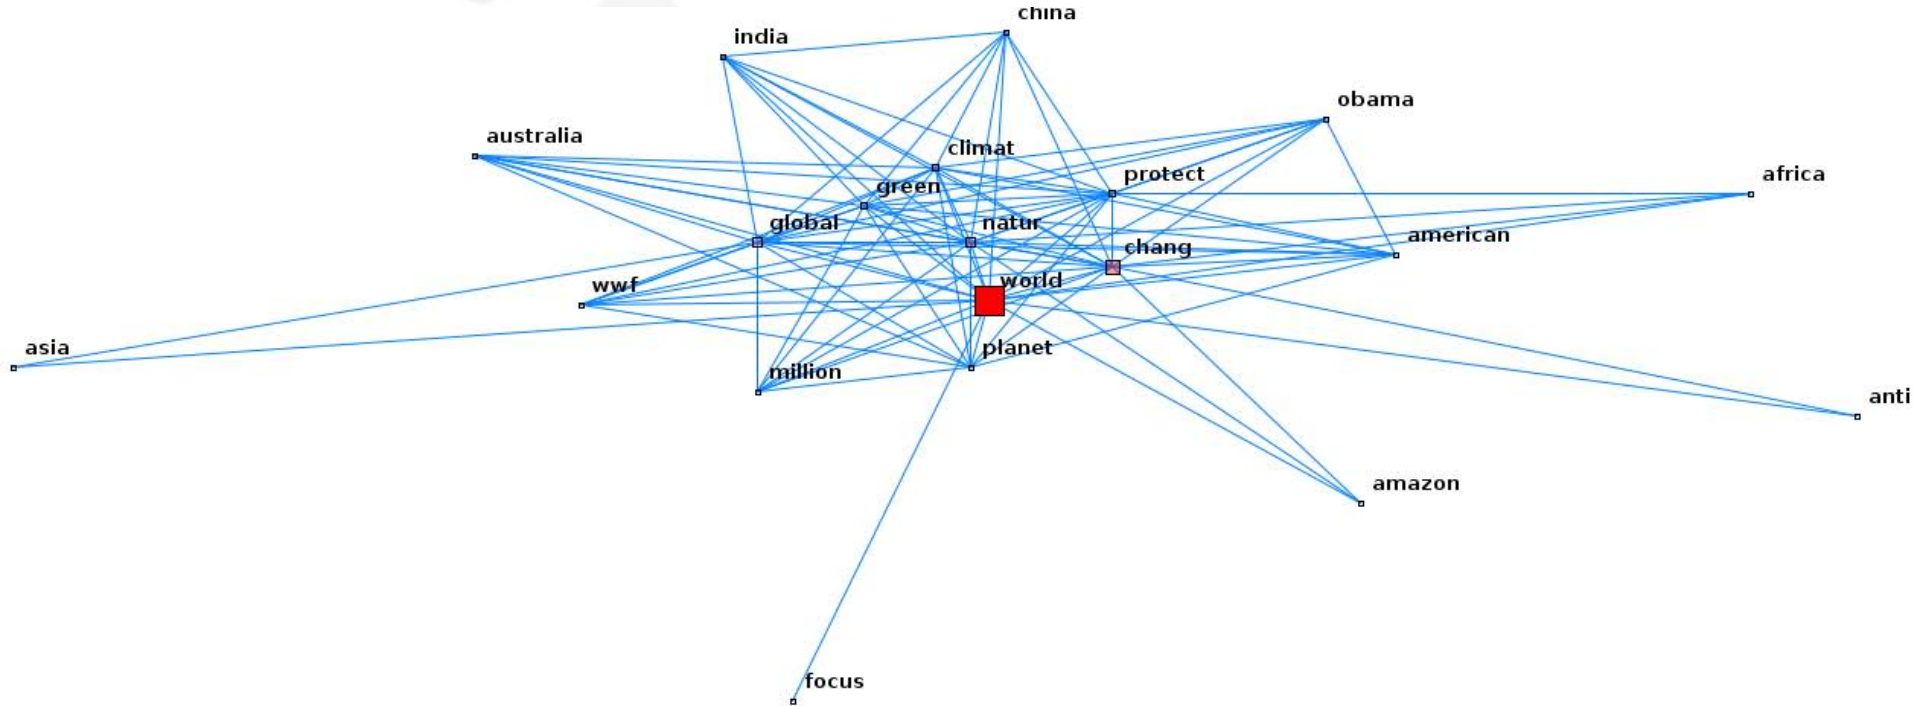 china
india
obama
australia
climat
protect
africa
green
global
natur
american
chang
world
wwf
asia
planet
million
anti
amazon
focus